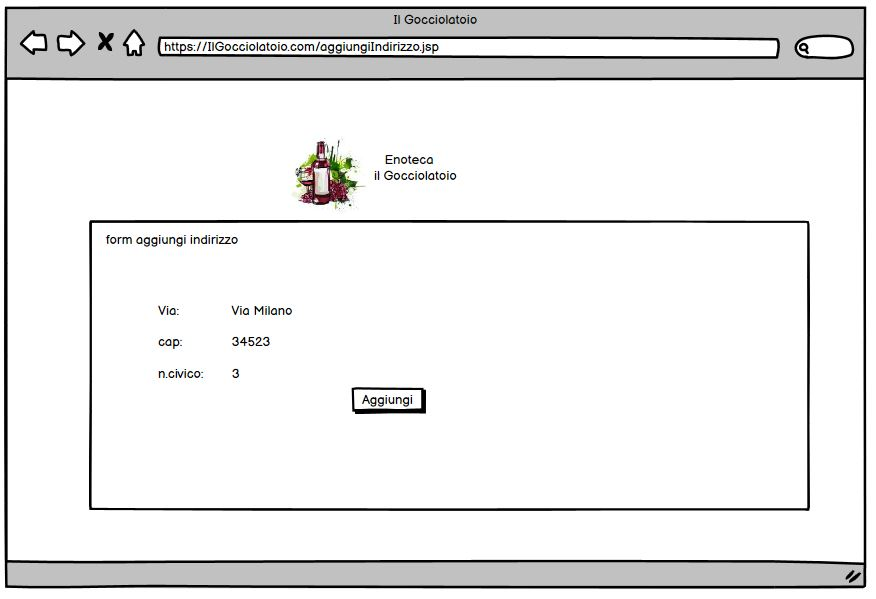 Il Gocciolatoio
https://IlGocciolatoio.com/aggiungiIndirizzo.jsp
Enoteca
il Gocciolatoio
form aggiungi indirizzo
Via: Via Milano
cap: 34523
n.civico: 3
Aggiungi